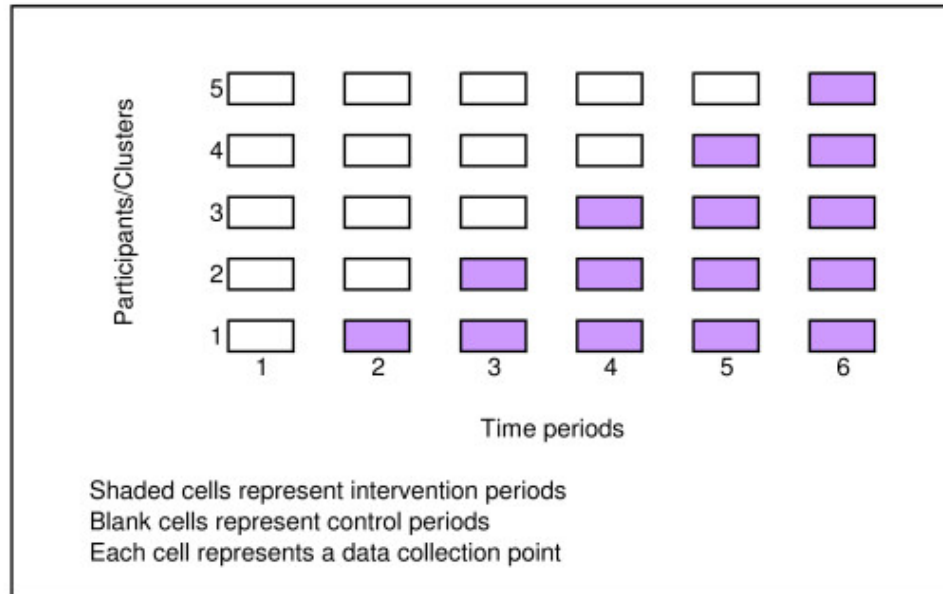 Participants/Clusters
5
4
3
2
1
1 2 3 4 5 6
Time periods
Shaded cells represent intervention periods
Blank cells represent control periods
Each cell represents a data collection point